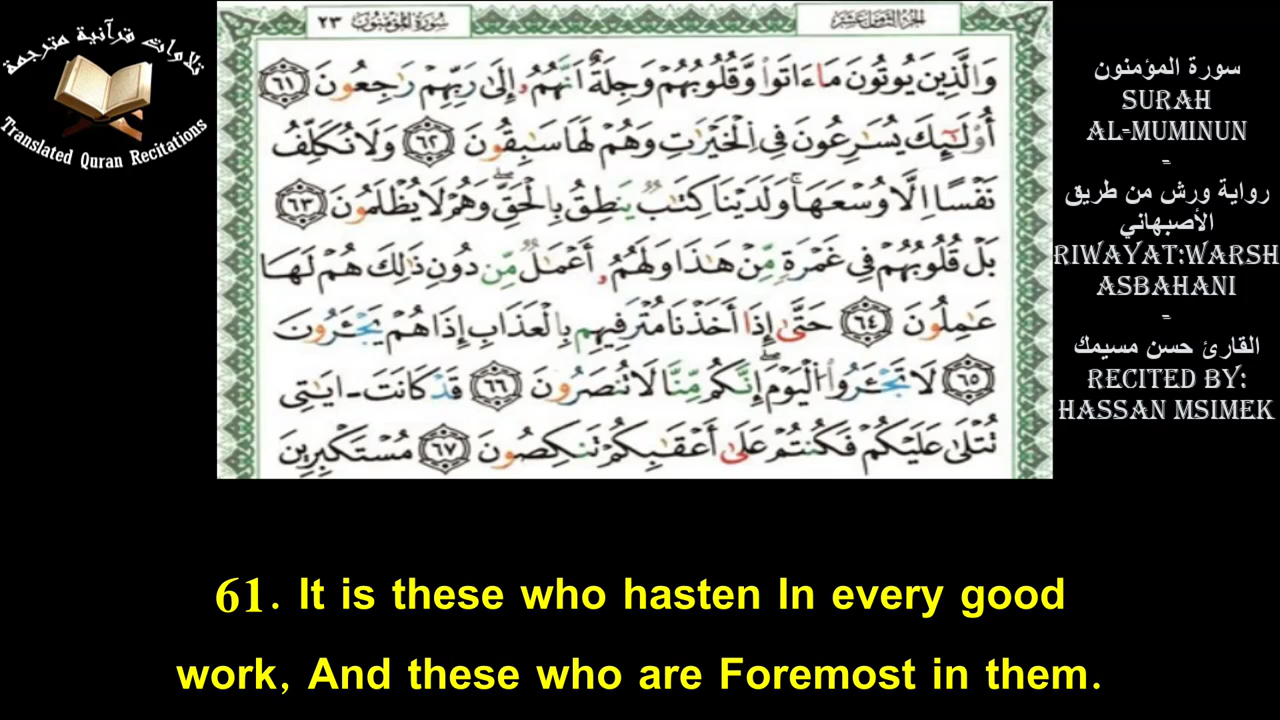 تلاوات قرآنية مترجمة
Translated Quran Recitations
سورة المؤمنون ٢٣
الجزء الثامن عشر
وَالَّذِينَ يُوتُونَ مَاءَاتَواْ وَّقُلُوبُهُمْ وَجِلَةٌ اَنَّهُمُۥ إِلَىٰ رَبِّهِمْ رَٰجِعُونَ ٦١
أُوْلَٰٓئِكَ يُسَٰرِعُونَ فِى اِ۬لْخَيْرَٰتِ وَهُمْ لَهَا سَٰبِقُونَ ٦٢ وَلَا نُكَلِّفُ
نَفْسًا اِلَّا وُسْعَهَا وَلَدَيْنَا كِتَٰبٌ يَنطِقُ بِالْحَقِّ وَهُمْ لَا يُظْلَمُونَ ٦٣
بَلْ قُلُوبُهُمْ فِى غَمْرَةٍ مِّنْ هَٰذَا وَلَهُمُۥ أَعْمَٰلٌ مِّن دُونِ ذَٰلِكَ هُمْ لَهَا
عَٰمِلُونَ ٦٤ حَتَّىٰ إِذَا أَخَذْنَا مُتْرَفِيهِم بِالْعَذَابِ إِذَا هُمْ يَجْـَٔرُونَ
٦٥ لَا تَجْـَٔرُواْ الْيَوْمَ إِنَّكُم مِّنَّا لَا تُنصَرُونَ ٦٦ قَدْ كَانَتَ ـ ايَٰتِى
تُتْلَىٰ عَلَيْكُمْ فَكُنتُمْ عَلَىٰ أَعْقَٰبِكُمْ تَنكِصُونَ ٦٧ مُسْتَكْبِرِينَ
سورة المؤمنون
SURAH
AL-MUMINUN
-
رواية ورش من طريق
الأصبهاني
RIWAYAT:WARSH
ASBAHANI
-
القارئ حسن مسيمك
RECITED BY:
HASSAN MSIMEK
61. It is these who hasten In every good
work, And these who are Foremost in them.